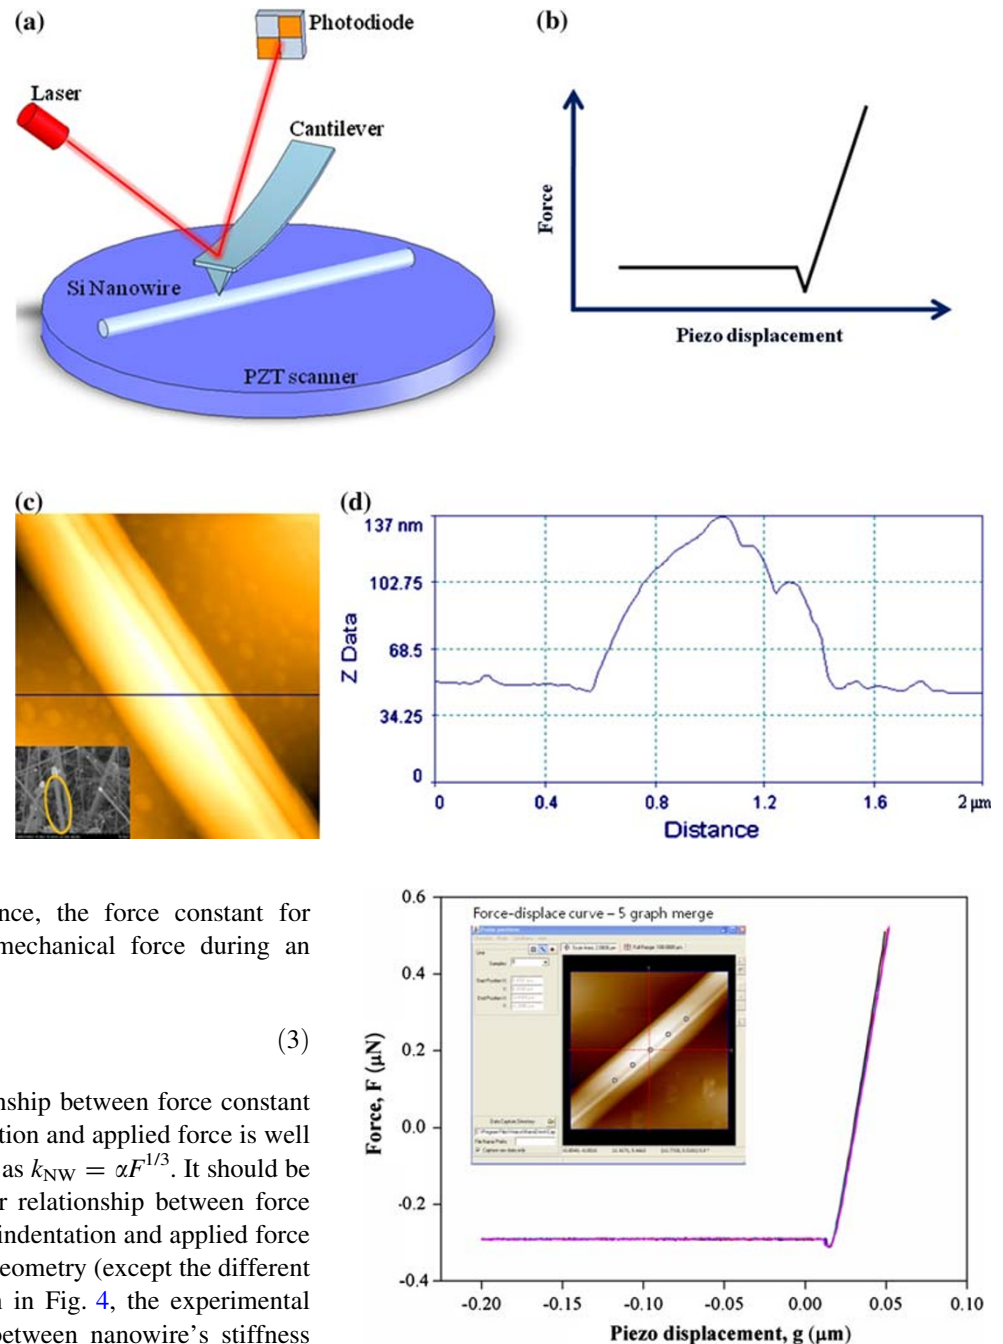 (a)
Photodiode
Laser
Cantilever
Si Nanowire
PZT scanner
(b)
Force
Piezo displacement
(c)
(d)
137 nm
102.75
68.5
34.25
0
Z Data
0 0.4 0.8 1.2 1.6 2 μm
Distance
nce, the force constant for
mechanical force during an
(3)
nship between force constant
tion and applied force is well
as kNW = αF1/3. It should be
r relationship between force
indentation and applied force
eometry (except the different
n in Fig. 4, the experimental
between nanowire's stiffness
0.6
0.4
0.2
0.0
-0.2
-0.4
Force, F (μN)
Force-displace curve – 5 graph merge
-0.20 -0.15 -0.10 -0.05 0.00 0.05 0.10
Piezo displacement, g (μm)